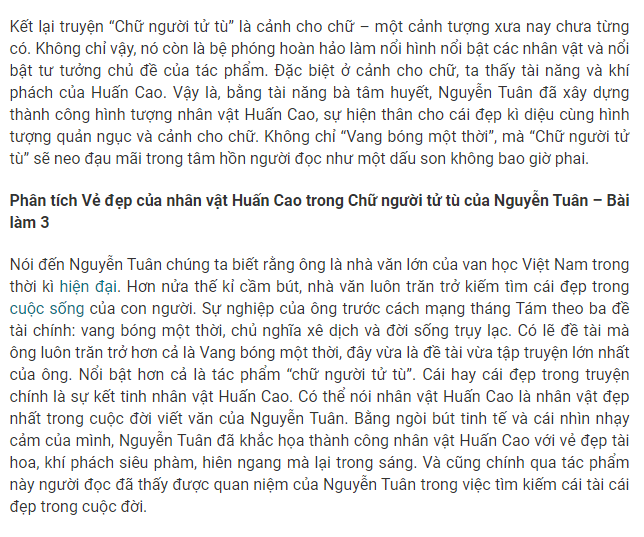 Kết lại truyện “Chữ người tử tù” là cảnh cho chữ – một cảnh tượng xưa nay chưa từng
có. Không chỉ vậy, nó còn là bệ phóng hoàn hảo làm nổi hình nổi bật các nhân vật và nổi
bật tư tưởng chủ đề của tác phẩm. Đặc biệt ở cảnh cho chữ, ta thấy tài năng và khí
phách của Huấn Cao. Vậy là, bằng tài năng bà tâm huyết, Nguyễn Tuân đã xây dựng
thành công hình tượng nhân vật Huấn Cao, sự hiện thân cho cái đẹp kì diệu cùng hình
tượng quản ngục và cảnh cho chữ. Không chỉ “Vang bóng một thời”, mà “Chữ người tử
tù” sẽ neo đạu mãi trong tâm hồn người đọc như một dấu son không bao giờ phai.
Phân tích Vẻ đẹp của nhân vật Huấn Cao trong Chữ người tử tù của Nguyễn Tuân – Bài
làm 3
Nói đến Nguyễn Tuân chúng ta biết rằng ông là nhà văn lớn của van học Việt Nam trong
thời kì hiện đại. Hơn nửa thế kỉ cầm bút, nhà văn luôn trăn trở kiếm tìm cái đẹp trong
cuộc sống của con người. Sự nghiệp của ông trước cách mạng tháng Tám theo ba đề
tài chính: vang bóng một thời, chủ nghĩa xê dịch và đời sống trụy lạc. Có lẽ đề tài mà
ông luôn trăn trở hơn cả là Vang bóng một thời, đây vừa là đề tài vừa tập truyện lớn nhất
của ông. Nổi bật hơn cả là tác phẩm “chữ người tử tù”. Cái hay cái đẹp trong truyện
chính là sự kết tinh nhân vật Huấn Cao. Có thể nói nhân vật Huấn Cao là nhân vật đẹp
nhất trong cuộc đời viết văn của Nguyễn Tuân. Bằng ngòi bút tinh tế và cái nhìn nhạy
cảm của mình, Nguyễn Tuân đã khắc họa thành công nhân vật Huấn Cao với vẻ đẹp tài
hoa, khí phách siêu phàm, hiên ngang mà lại trong sáng. Và cũng chính qua tác phẩm
này người đọc đã thấy được quan niệm của Nguyễn Tuân trong việc tìm kiếm cái tài cái
đẹp trong cuộc đời.